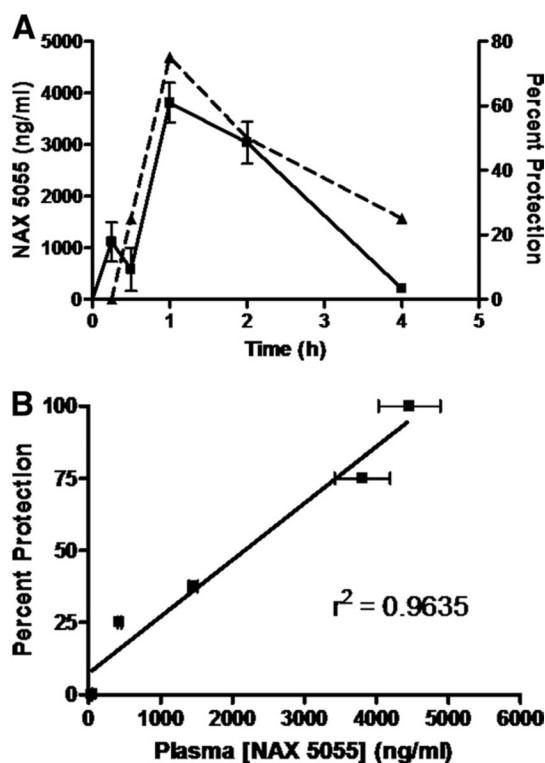 A
NAX 5055 (ng/ml)
5000
4000
3000
2000
1000
0
80
60
40
20
0
Percent Protection
0 1 2 3 4 5
Time (h)
B
Percent Protection
100
75
50
25
0
r² = 0.9635
0 1000 2000 3000 4000 5000 6000
Plasma [NAX 5055] (ng/ml)